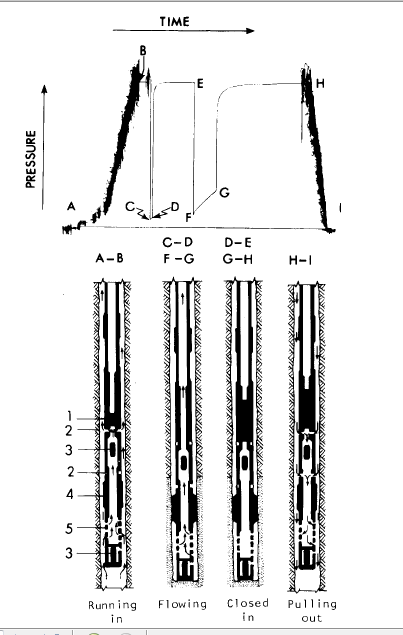 TIME
B
E
H
PRESSURE
A
C
D
F
G
I
C-D D-E
A-B F-G G-H H-I
1
2
3
2
4
5
3
Running in
Flowing
Closed in
Pulling out